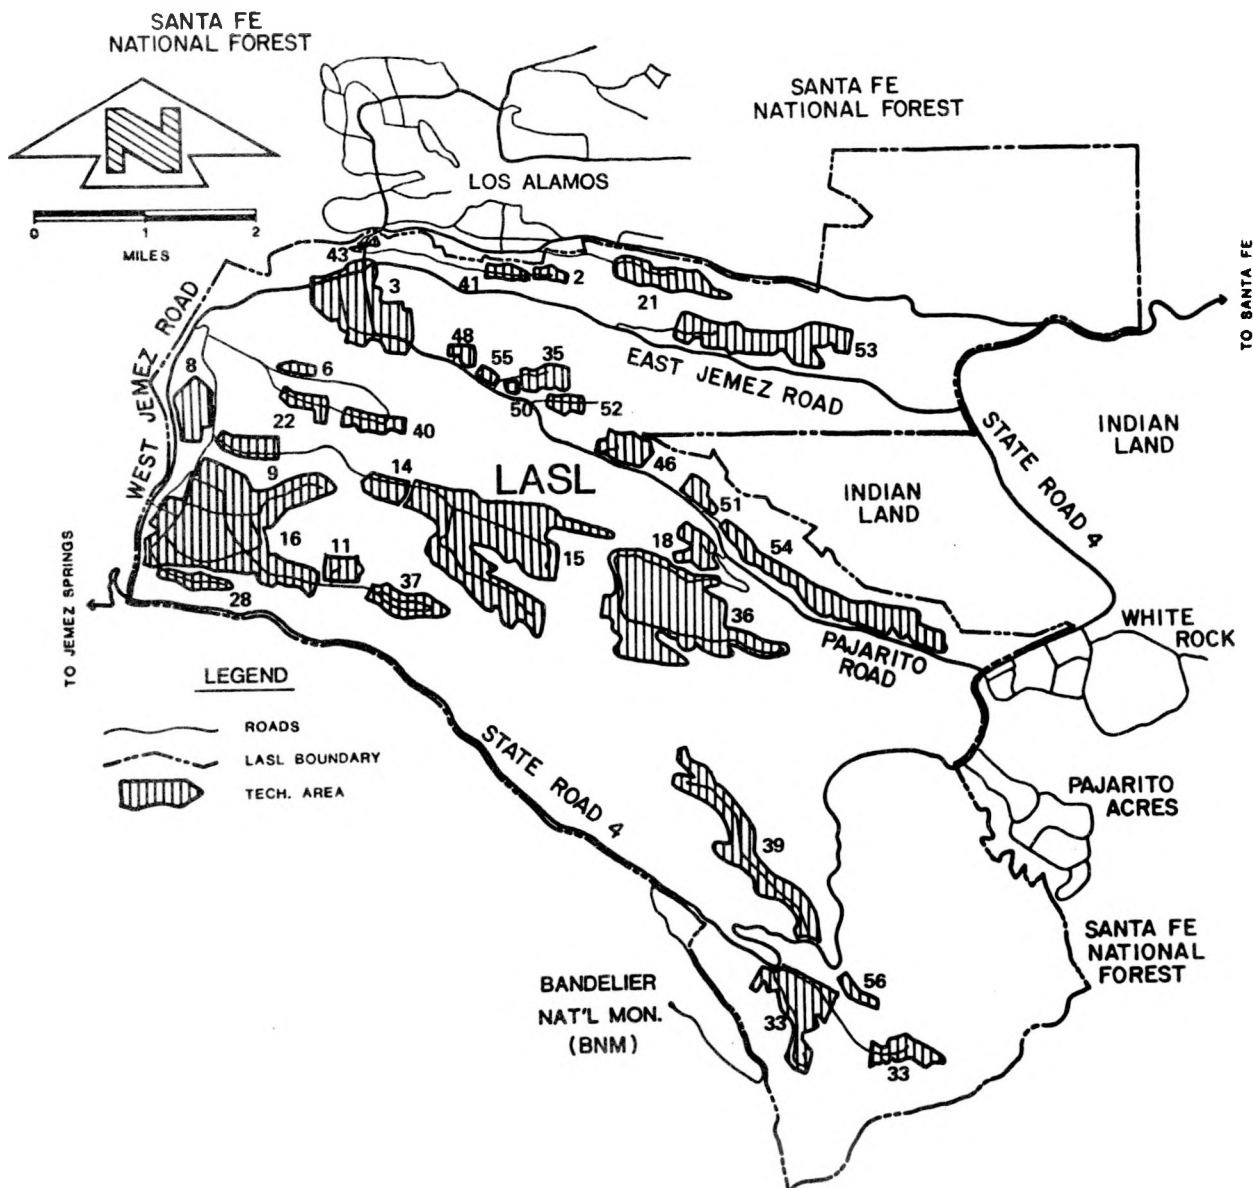 SANTA FE
NATIONAL FOREST
N
0 1 2
MILES
LOS ALAMOS
SANTA FE
NATIONAL FOREST
TO SANTA FE
WEST JEMEZ ROAD
43
3
41
2
21
53
EAST JEMEZ ROAD
STATE ROAD 4
INDIAN
LAND
8
6
48
55
35
50
52
22
40
9
14
LASL
46
INDIAN
LAND
51
54
16
11
15
18
28
37
36
PAJARITO
ROAD
WHITE
ROCK
TO JEMEZ SPRINGS
LEGEND
ROADS
LASL BOUNDARY
TECH. AREA
STATE ROAD 4
PAJARITO
ACRES
39
SANTA FE
NATIONAL
FOREST
BANDELIER
NAT'L MON.
(BNM)
56
33
33